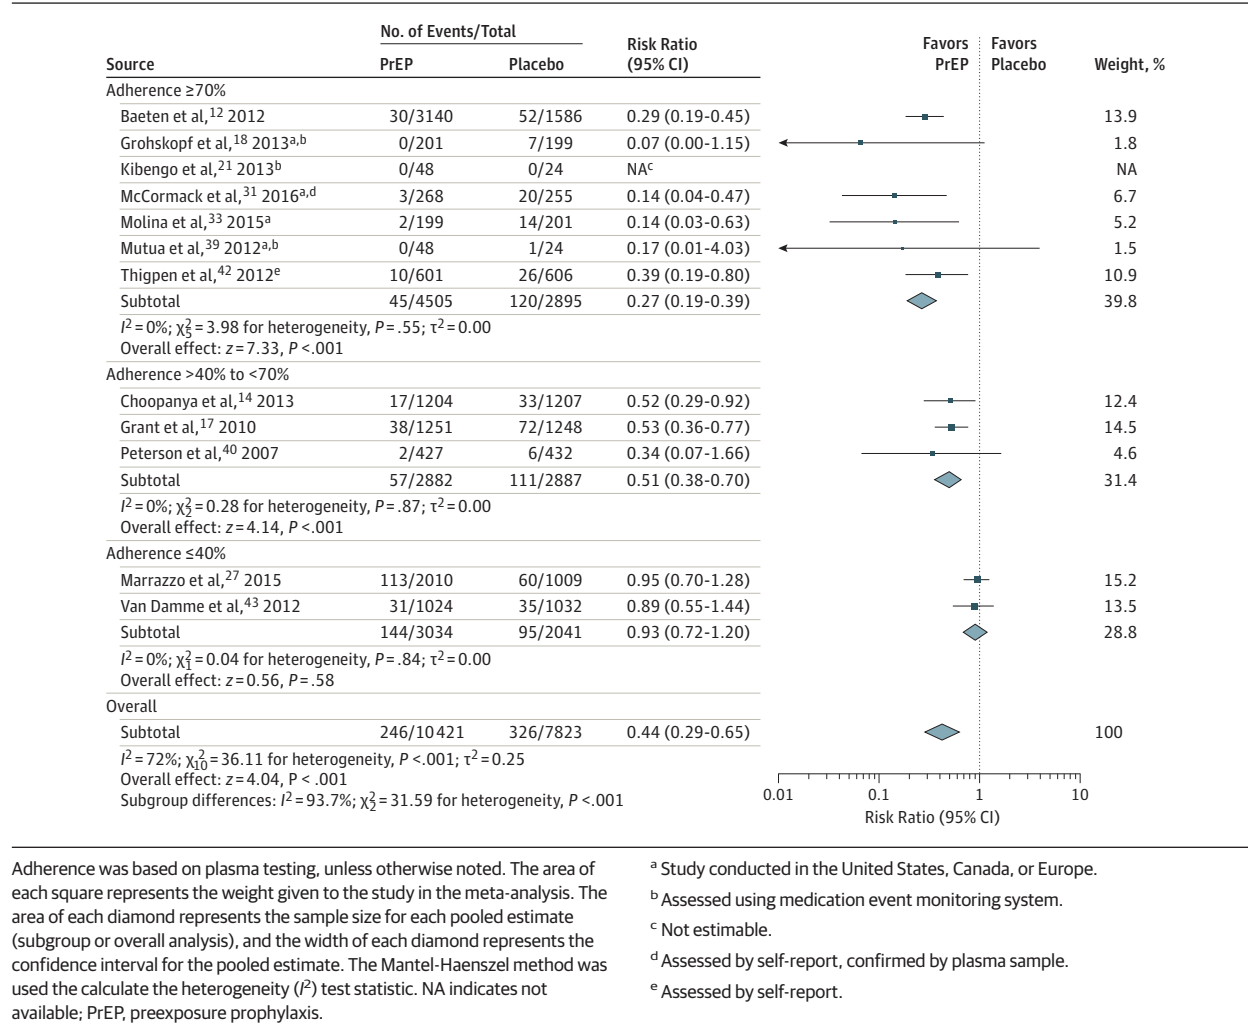 No. of Events/Total
Source PrEP Placebo Risk Ratio (95% CI) Favors PrEP Favors Placebo Weight, %
Adherence ≥70%
Baeten et al,12 2012 30/3140 52/1586 0.29 (0.19-0.45) 13.9
Grohskopf et al,18 2013a,b 0/201 7/199 0.07 (0.00-1.15) 1.8
Kibengo et al,21 2013b 0/48 0/24 NAc NA
McCormack et al,31 2016a,d 3/268 20/255 0.14 (0.04-0.47) 6.7
Molina et al,33 2015a 2/199 14/201 0.14 (0.03-0.63) 5.2
Mutua et al,39 2012a,b 0/48 1/24 0.17 (0.01-4.03) 1.5
Thigpen et al,42 2012e 10/601 26/606 0.39 (0.19-0.80) 10.9
Subtotal 45/4505 120/2895 0.27 (0.19-0.39) 39.8
I2 = 0%; χ25 = 3.98 for heterogeneity, P = .55; τ2 = 0.00
Overall effect: z = 7.33, P <.001
Adherence >40% to <70%
Choopanya et al,14 2013 17/1204 33/1207 0.52 (0.29-0.92) 12.4
Grant et al,17 2010 38/1251 72/1248 0.53 (0.36-0.77) 14.5
Peterson et al,40 2007 2/427 6/432 0.34 (0.07-1.66) 4.6
Subtotal 57/2882 111/2887 0.51 (0.38-0.70) 31.4
I2 = 0%; χ22 = 0.28 for heterogeneity, P = .87; τ2 = 0.00
Overall effect: z = 4.14, P <.001
Adherence ≤40%
Marrazzo et al,27 2015 113/2010 60/1009 0.95 (0.70-1.28) 15.2
Van Damme et al,43 2012 31/1024 35/1032 0.89 (0.55-1.44) 13.5
Subtotal 144/3034 95/2041 0.93 (0.72-1.20) 28.8
I2 = 0%; χ21 = 0.04 for heterogeneity, P = .84; τ2 = 0.00
Overall effect: z = 0.56, P = .58
Overall
Subtotal 246/10 421 326/7823 0.44 (0.29-0.65) 100
I2 = 72%; χ210 = 36.11 for heterogeneity, P <.001; τ2 = 0.25
Overall effect: z = 4.04, P < .001
Subgroup differences: I2 = 93.7%; χ22 = 31.59 for heterogeneity, P <.001
0.01 0.1 1 10
Risk Ratio (95% CI)
Adherence was based on plasma testing, unless otherwise noted. The area of
each square represents the weight given to the study in the meta-analysis. The
area of each diamond represents the sample size for each pooled estimate
(subgroup or overall analysis), and the width of each diamond represents the
confidence interval for the pooled estimate. The Mantel-Haenszel method was
used the calculate the heterogeneity (I2) test statistic. NA indicates not
available; PrEP, preexposure prophylaxis.
a Study conducted in the United States, Canada, or Europe.
b Assessed using medication event monitoring system.
c Not estimable.
d Assessed by self-report, confirmed by plasma sample.
e Assessed by self-report.